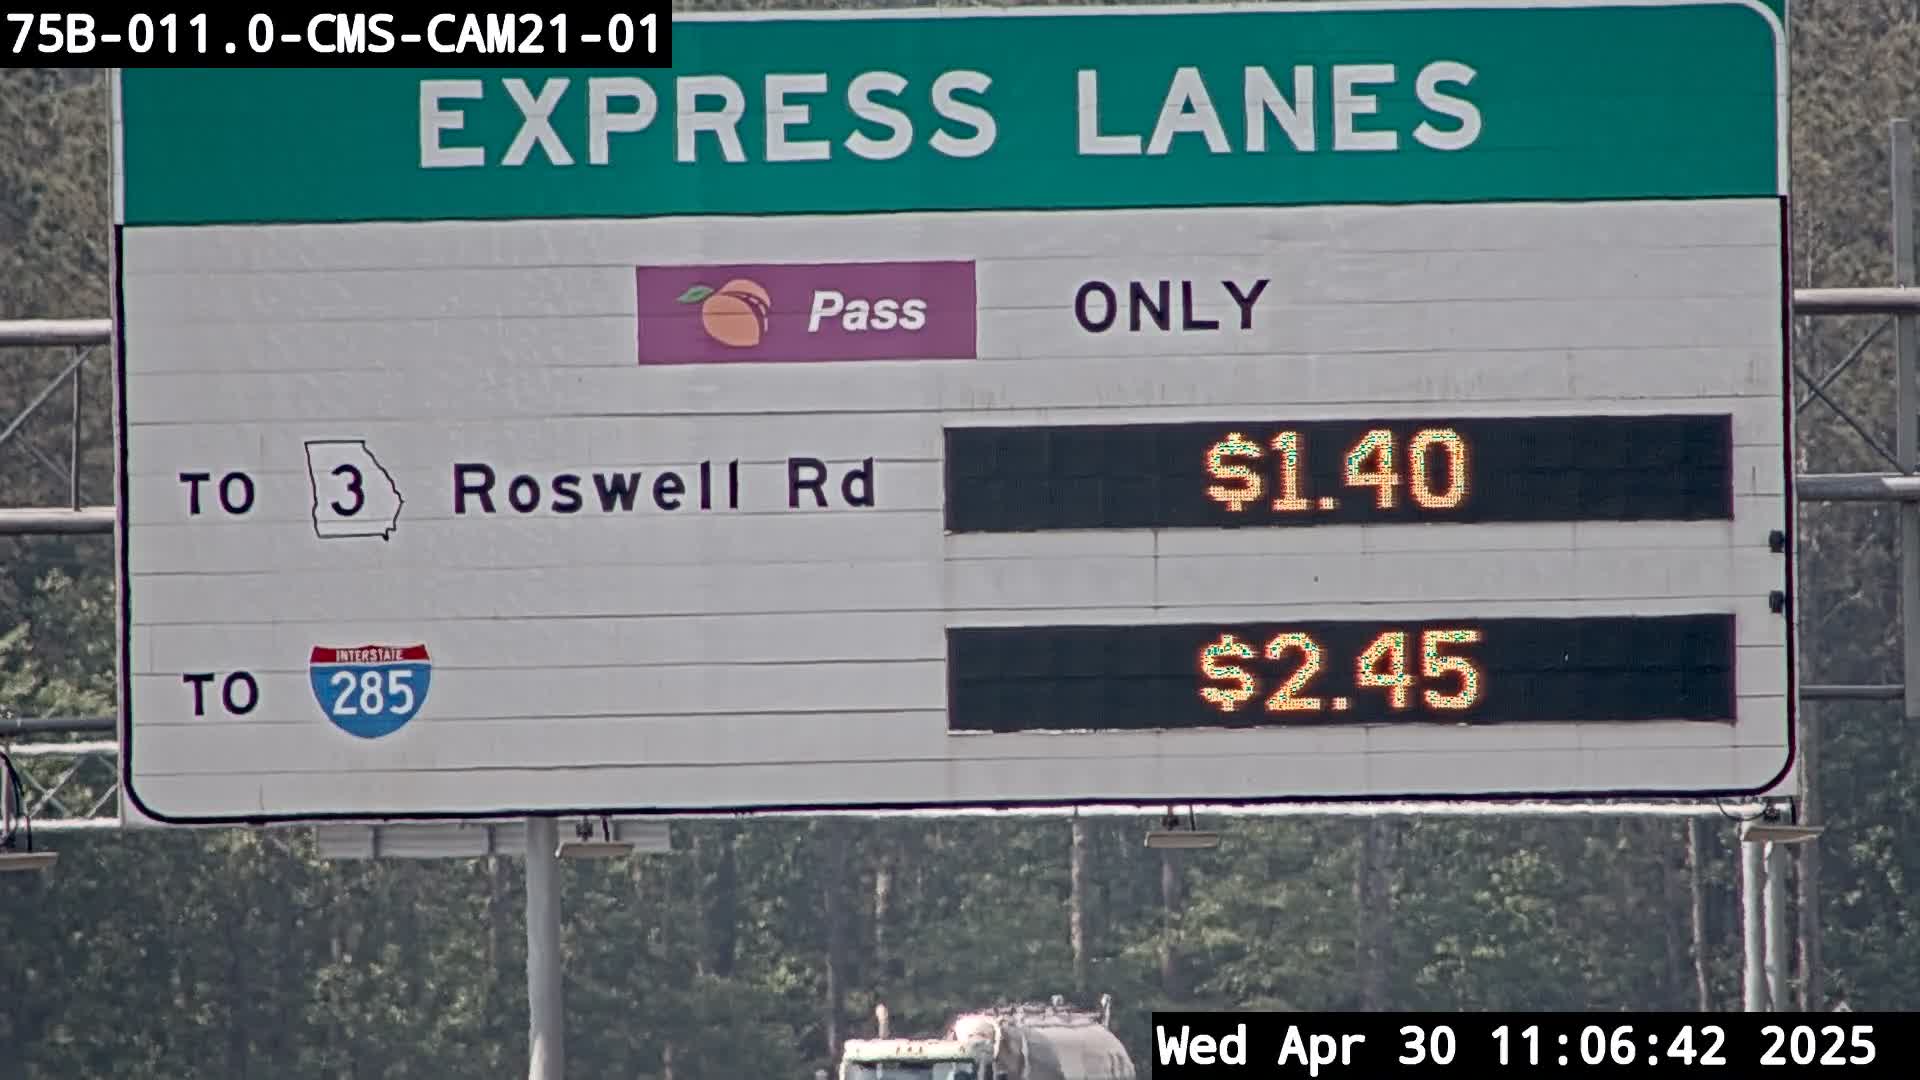 75B-011.0-CMS-CAM21-01
EXPRESS LANES
Pass ONLY
TO 3 Roswell Rd $1.40
INTERSTATE
TO 285 $2.45
Wed Apr 30 11:06:42 2025